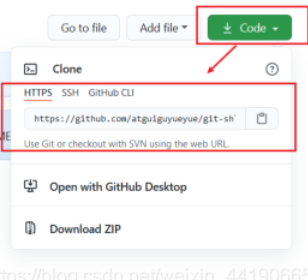 Go to file Add file Code
Clone
HTTPS SSH GitHub CLI
https://github.com/atguiguyueyue/git-sh
Use Git or checkout with SVN using the web URL.
Open with GitHub Desktop
Download ZIP
https://blog.csdn.net/weixin_44190665